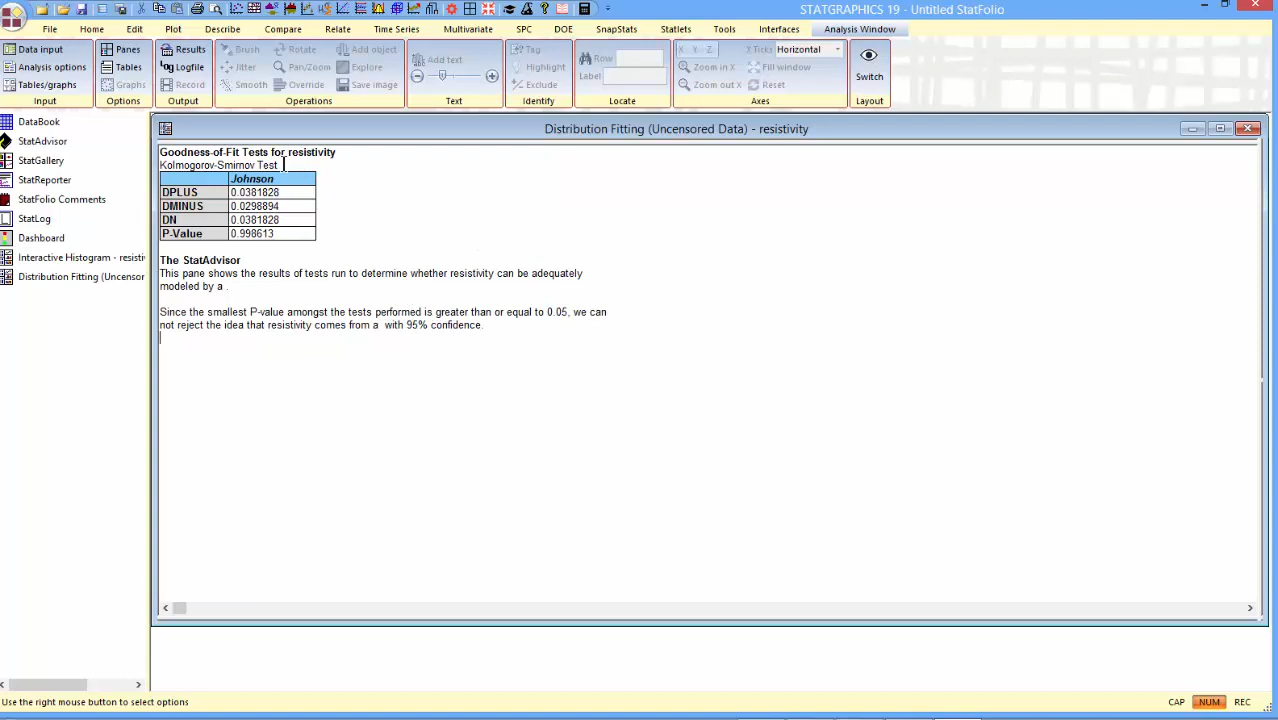 STATGRAPHICS 19 - Untitled StatFolio
File Home Edit Plot Describe Compare Relate Time Series Multivariate DOE SnapStats Statlets Tools Interfaces Analysis Window
SPC
Data input Panes Results Brush Rotate Add object Add text Tag Row X Y Z X Ticks Horizontal
Analysis options Tables Logfile Jitter Pan/Zoom Explore Highlight Label Zoom in X Fill window Switch
Tables/graphs Graphs Record Smooth Override Save image Exclude Zoom out X Reset
Input Options Output Operations Text Identify Locate Axes Layout
DataBook
StatAdvisor
StatGallery
StatReporter
StatFolio Comments
StatLog
Dashboard
Interactive Histogram - resisti
Distribution Fitting (Uncensor
Distribution Fitting (Uncensored Data) - resistivity
Goodness-of-Fit Tests for resistivity
Kolmogorov-Smirnov Test
Johnson
DPLUS 0.0381828
DMINUS 0.0298894
DN 0.0381828
P-Value 0.998613
The StatAdvisor
This pane shows the results of tests run to determine whether resistivity can be adequately
modeled by a .
Since the smallest P-value amongst the tests performed is greater than or equal to 0.05, we can
not reject the idea that resistivity comes from a  with 95% confidence.
Use the right mouse button to select options
CAP NUM REC